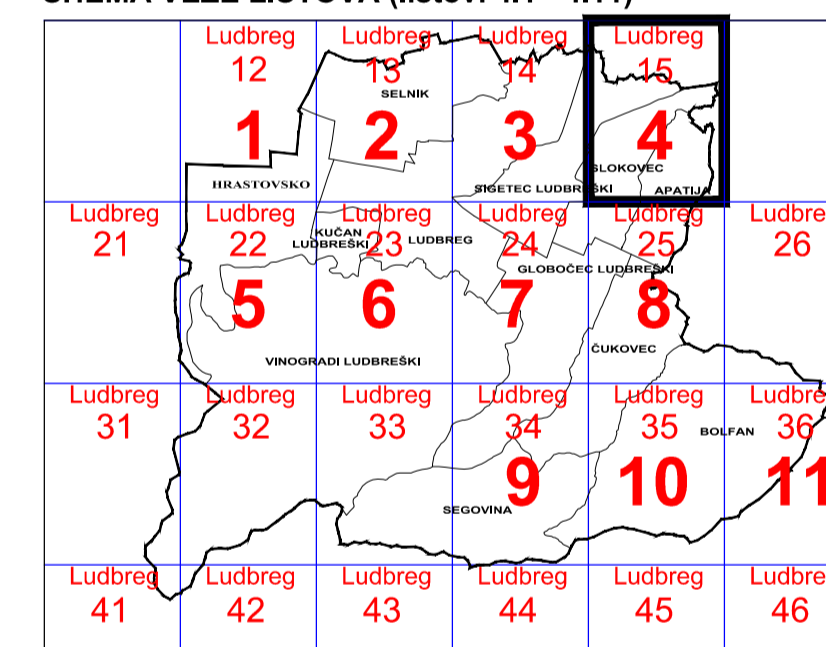 Ludbreg
12
Ludbreg
13
Ludbreg
14
Ludbreg
15
SELNIK
1
2
3
4
SLOKOVEC
HRASTOVSKO
SIGETEC LUDBREŠKI
APATIJA
Ludbreg
21
Ludbreg
22
Ludbreg
23
Ludbreg
24
Ludbreg
25
Ludbre
26
KUČAN
LUDBREŠKI
LUDBREG
GLOBOČEC LUDBREŠKI
5
6
7
8
ČUKOVEC
VINOGRADI LUDBREŠKI
Ludbreg
31
Ludbreg
32
Ludbreg
33
Ludbreg
34
Ludbreg
35
Ludbre
36
BOLFAN
9
10
11
SEGOVINA
Ludbreg
41
Ludbreg
42
Ludbreg
43
Ludbreg
44
Ludbreg
45
Ludbre
46